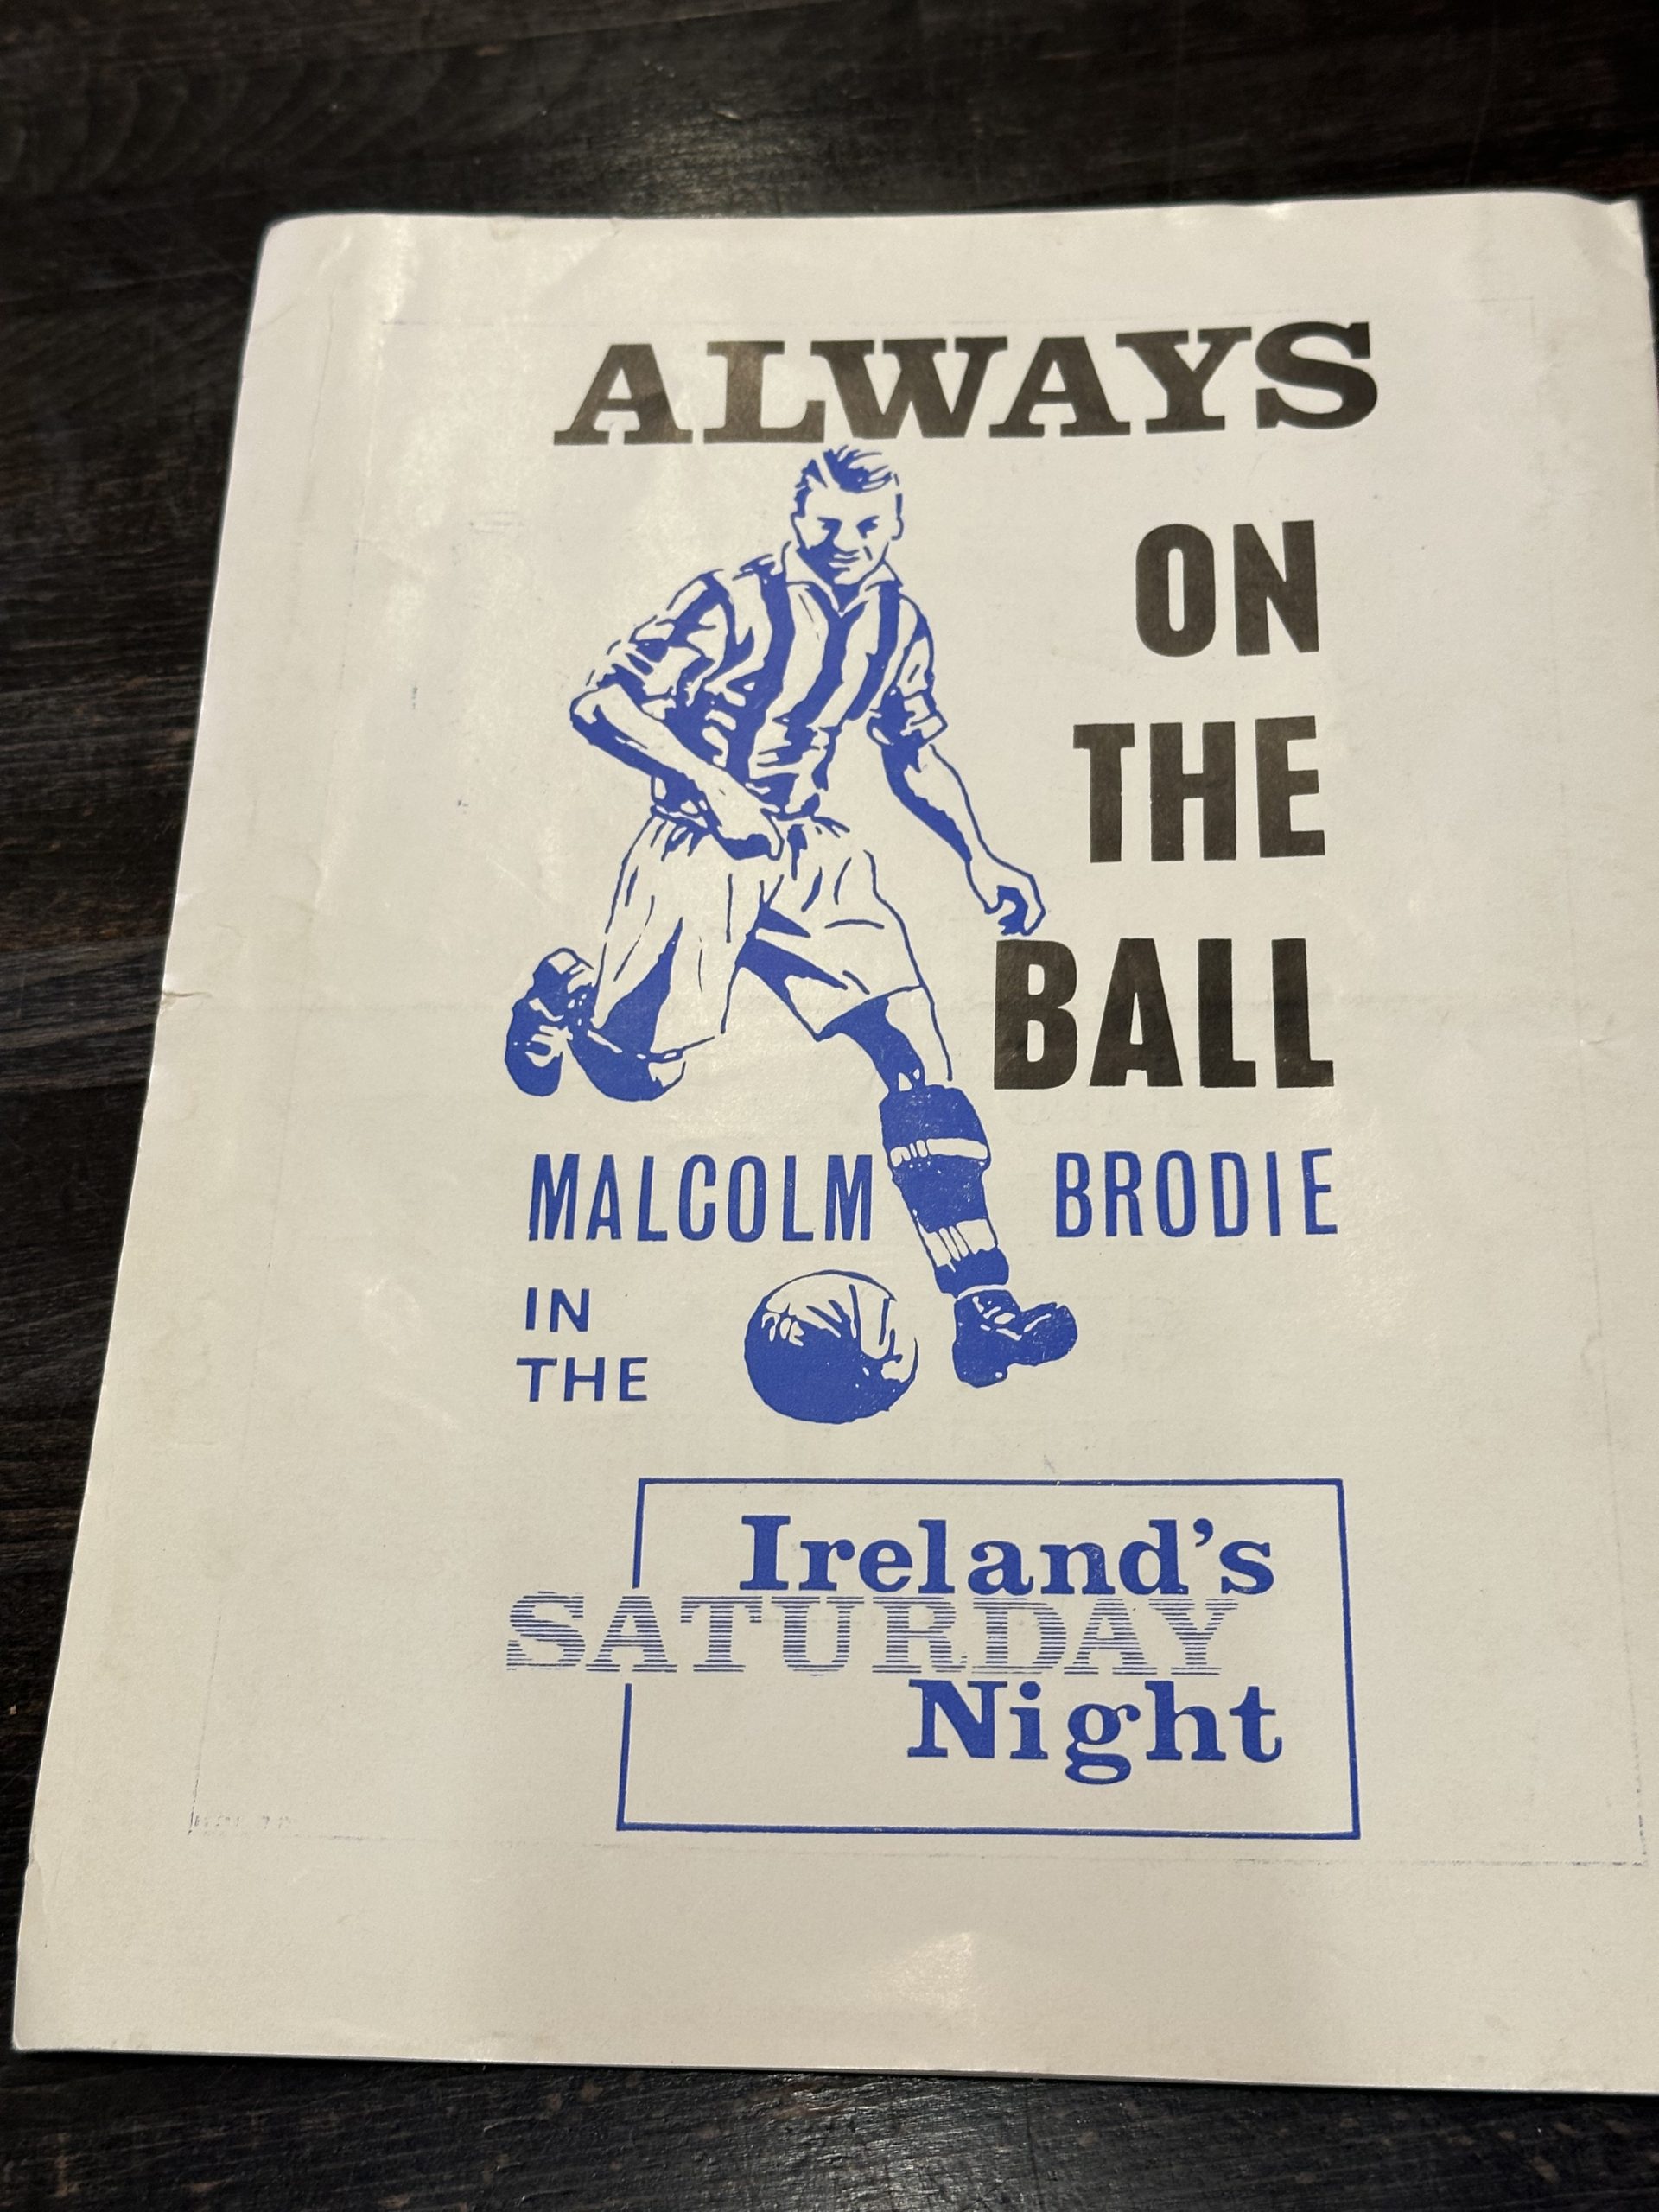 ALWAYS
ON
THE
BALL
MALCOLM BRODIE
IN
THE
Ireland's
SATURDAY
Night